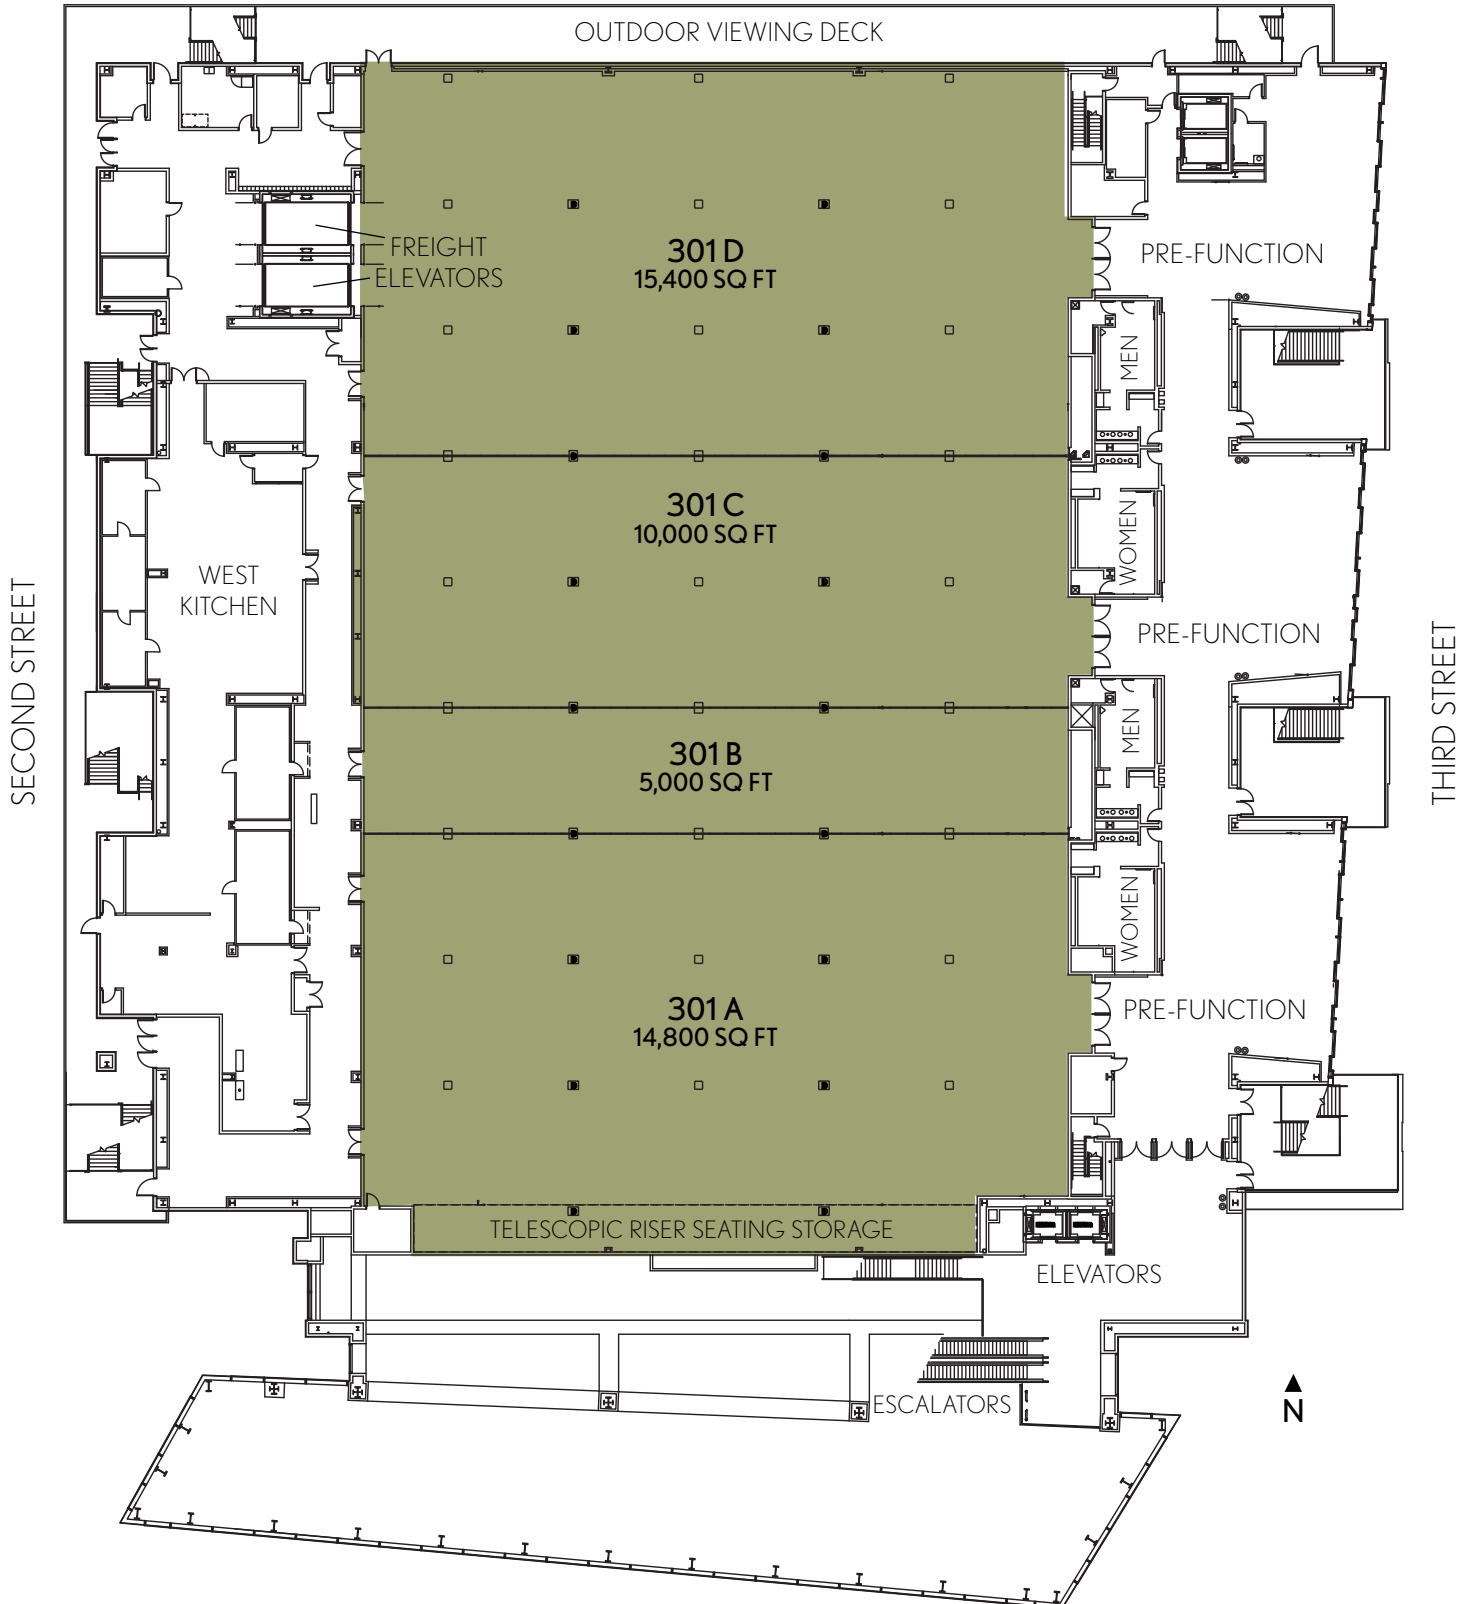 OUTDOOR VIEWING DECK
FREIGHT
ELEVATORS
301 D
15,400 SQ FT
PRE-FUNCTION
MEN
301 C
10,000 SQ FT
WOMEN
WEST
KITCHEN
SECOND STREET
PRE-FUNCTION
THIRD STREET
MEN
301 B
5,000 SQ FT
WOMEN
301 A
14,800 SQ FT
PRE-FUNCTION
TELESCOPIC RISER SEATING STORAGE
ELEVATORS
ESCALATORS
N